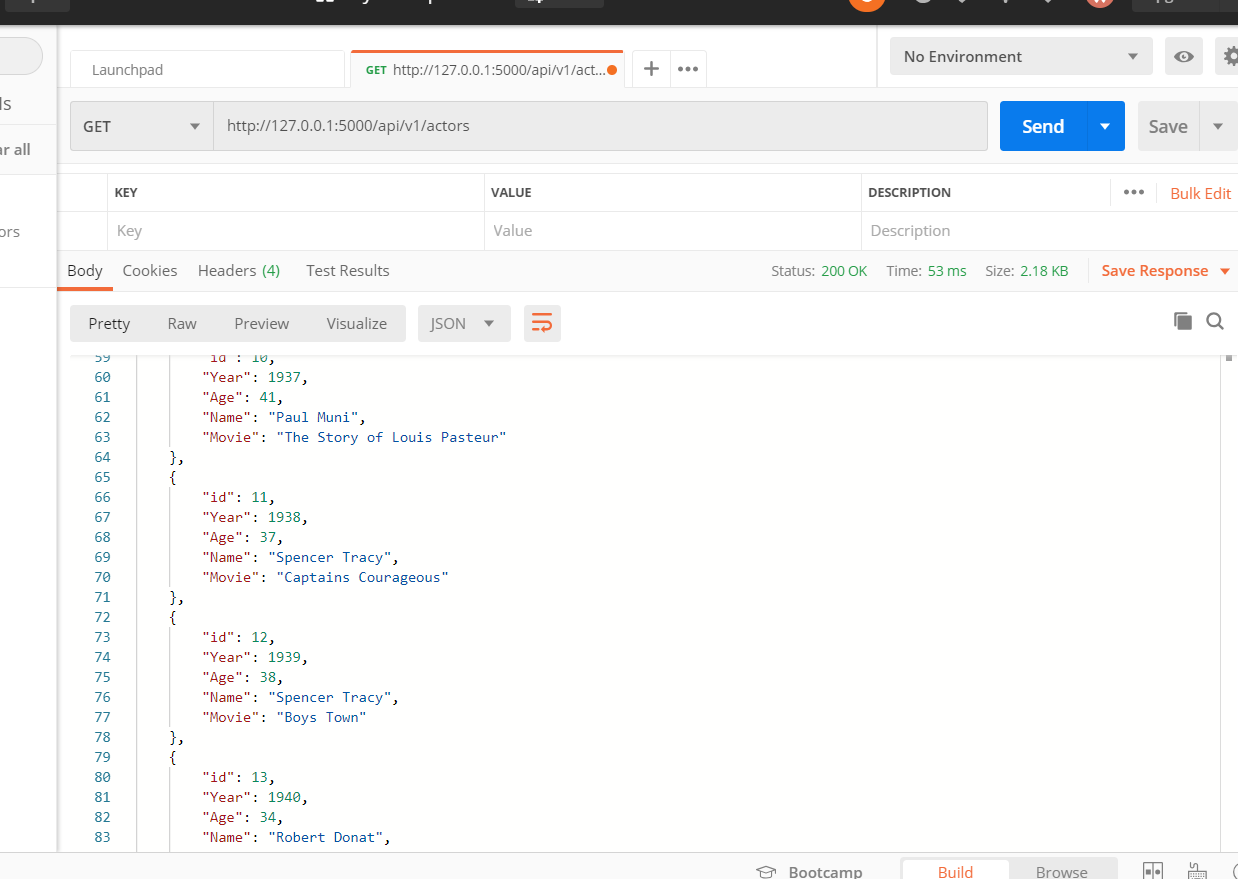 Launchpad
GET http://127.0.0.1:5000/api/v1/act...
No Environment
GET
http://127.0.0.1:5000/api/v1/actors
Send
Save
ar all
KEY
VALUE
DESCRIPTION
Bulk Edit
Key
Value
Description
ors
Body
Cookies
Headers (4)
Test Results
Status: 200 OK
Time: 53 ms
Size: 2.18 KB
Save Response
Pretty
Raw
Preview
Visualize
JSON
59 "id": 10,
60 "Year": 1937,
61 "Age": 41,
62 "Name": "Paul Muni",
63 "Movie": "The Story of Louis Pasteur"
64 },
65 {
66 "id": 11,
67 "Year": 1938,
68 "Age": 37,
69 "Name": "Spencer Tracy",
70 "Movie": "Captains Courageous"
71 },
72 {
73 "id": 12,
74 "Year": 1939,
75 "Age": 38,
76 "Name": "Spencer Tracy",
77 "Movie": "Boys Town"
78 },
79 {
80 "id": 13,
81 "Year": 1940,
82 "Age": 34,
83 "Name": "Robert Donat",
Bootcamp
Build
Browse